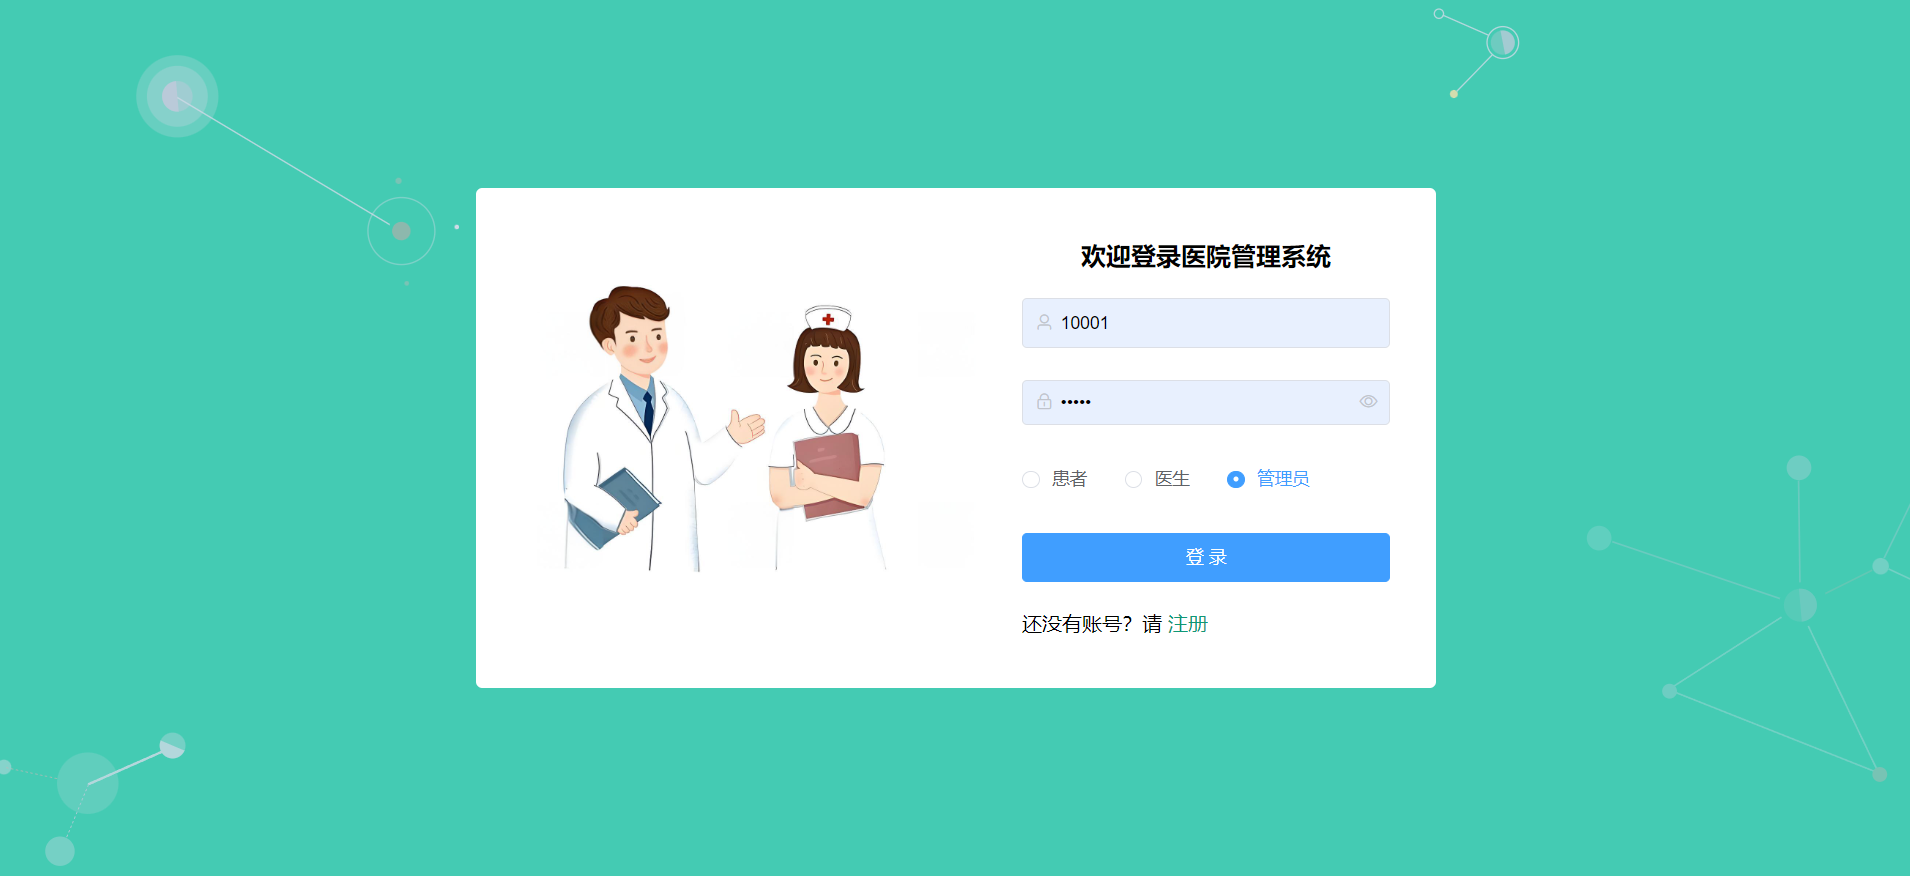 欢迎登录医院管理系统
10001
•••••
患者 医生 管理员
登 录
还没有账号？请 注册